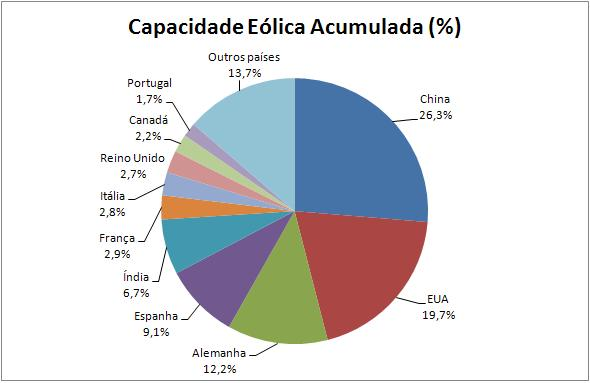 Capacidade Eólica Acumulada (%)
Outros países
13,7%
China
26,3%
EUA
19,7%
Alemanha
12,2%
Espanha
9,1%
Índia
6,7%
França
2,9%
Itália
2,8%
Reino Unido
2,7%
Canadá
2,2%
Portugal
1,7%